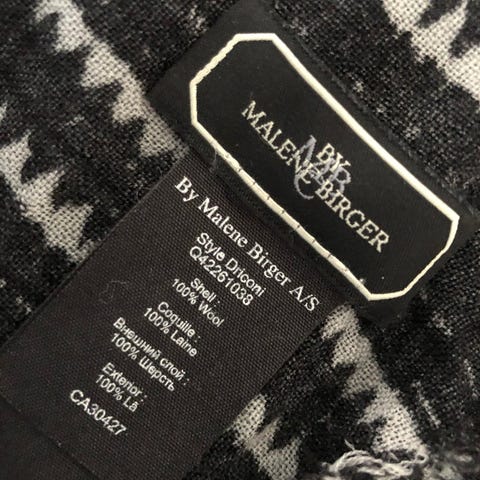 BY
MALENE BIRGER
By Malene Birger A/S
Style Driconi
Q42261038
Shell :
100% Wool
Coquille :
100% Laine
Внешний слой :
100% Шерсть
Exterior :
100% Lã
CA30427